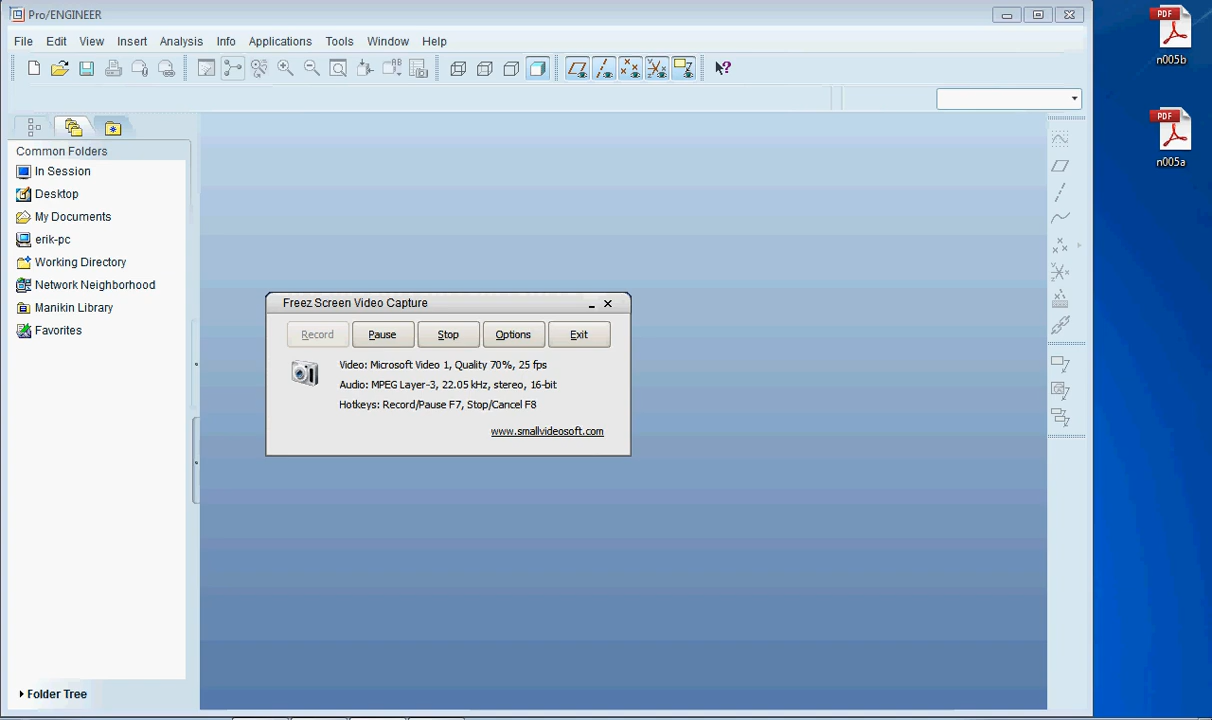 Pro/ENGINEER
File Edit View Insert Analysis Info Applications Tools Window Help
Common Folders
In Session
Desktop
My Documents
erik-pc
Working Directory
Network Neighborhood
Manikin Library
Favorites
Folder Tree
Freez Screen Video Capture
Record Pause Stop Options Exit
Video: Microsoft Video 1, Quality 70%, 25 fps
Audio: MPEG Layer-3, 22.05 kHz, stereo, 16-bit
Hotkeys: Record/Pause F7, Stop/Cancel F8
www.smallvideosoft.com
PDF
n005b
PDF
n005a